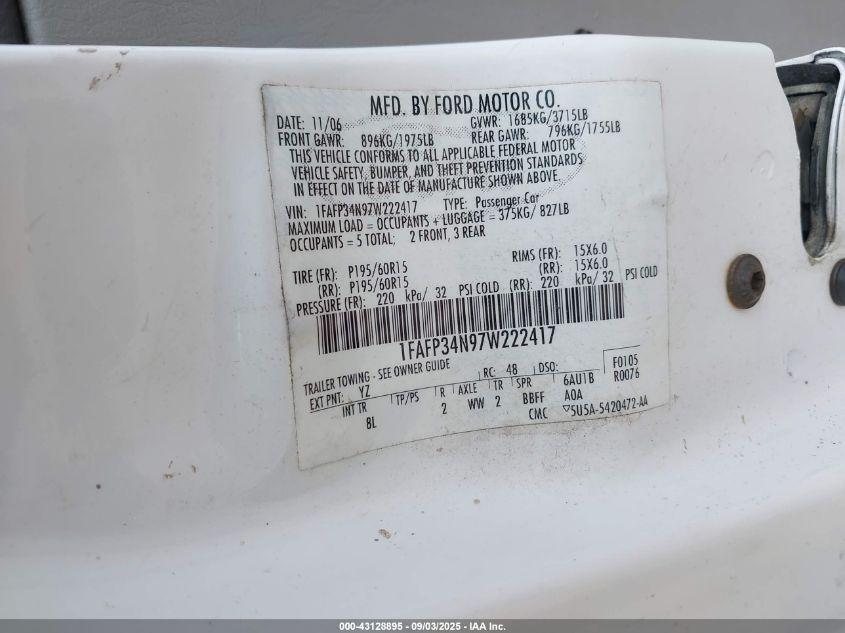 MFD. BY FORD MOTOR CO.
DATE: 11/06 GVWR: 1685KG/3715LB
FRONT GAWR: 896KG/1975LB REAR GAWR: 796KG/1755LB
THIS VEHICLE CONFORMS TO ALL APPLICABLE FEDERAL MOTOR
VEHICLE SAFETY, BUMPER, AND THEFT PREVENTION STANDARDS
IN EFFECT ON THE DATE OF MANUFACTURE SHOWN ABOVE.
VIN: 1FAFP34N97W222417 TYPE: Passenger Car
MAXIMUM LOAD = OCCUPANTS + LUGGAGE = 375KG/ 827LB
OCCUPANTS = 5 TOTAL; 2 FRONT, 3 REAR
TIRE (FR): P195/60R15 RIMS (FR): 15X6.0
(RR): P195/60R15 (RR): 15X6.0
PRESSURE (FR): 220 kPa/ 32 PSI COLD (RR): 220 kPa/ 32 PSI COLD
1FAFP34N97W222417
TRAILER TOWING - SEE OWNER GUIDE
EXT PNT: YZ RC: 48 DSO: F0105
INT TR TP/PS R AXLE TR SPR 6AU1B R0076
8L 2 WW 2 BBFF AOA
CMC ▽5U5A-5420472-AA
000-43128895 - 09/03/2025 - IAA Inc.